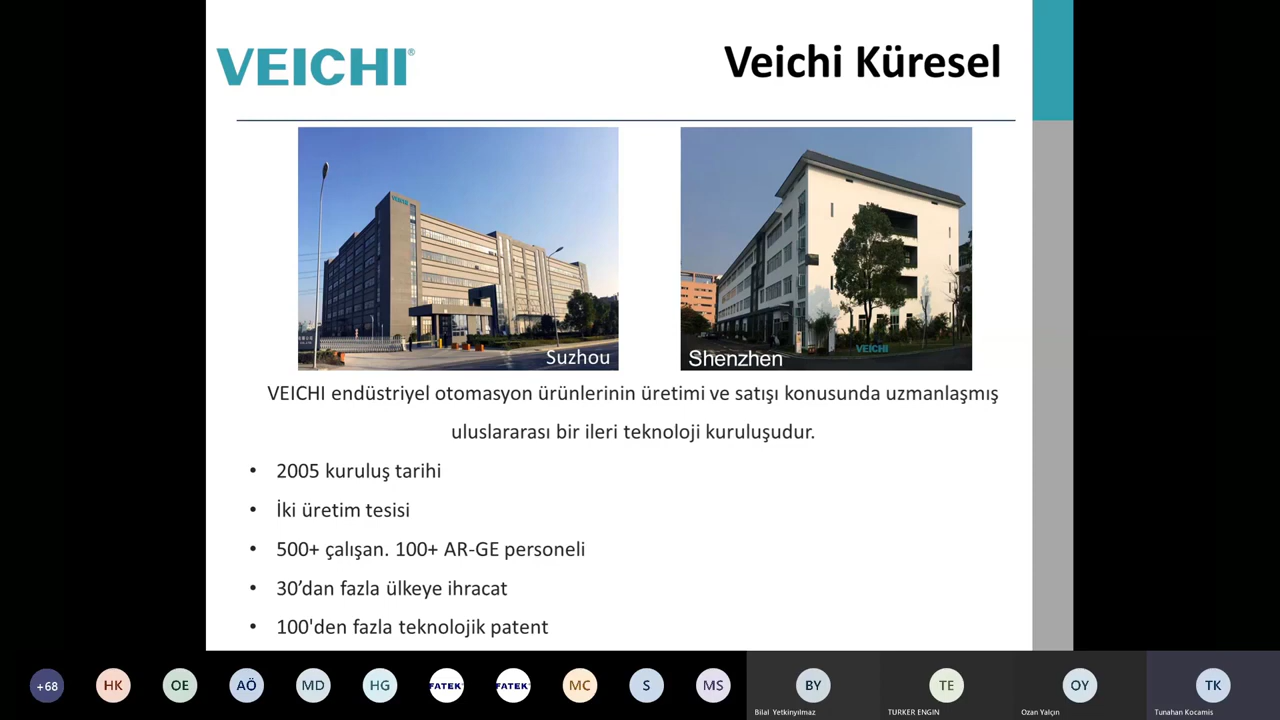 VEICHI®
Veichi Küresel
VEICHI
Suzhou
Shenzhen
VEICHI
VEICHI endüstriyel otomasyon ürünlerinin üretimi ve satışı konusunda uzmanlaşmış
uluslararası bir ileri teknoloji kuruluşudur.
• 2005 kuruluş tarihi
• İki üretim tesisi
• 500+ çalışan. 100+ AR-GE personeli
• 30’dan fazla ülkeye ihracat
• 100'den fazla teknolojik patent
+68 HK OE AÖ MD HG FATEK FATEK MC S MS BY TE OY TK
Bilal Yetkinyılmaz TURKER ENGIN Ozan Yalçın Tunahan Kocamis